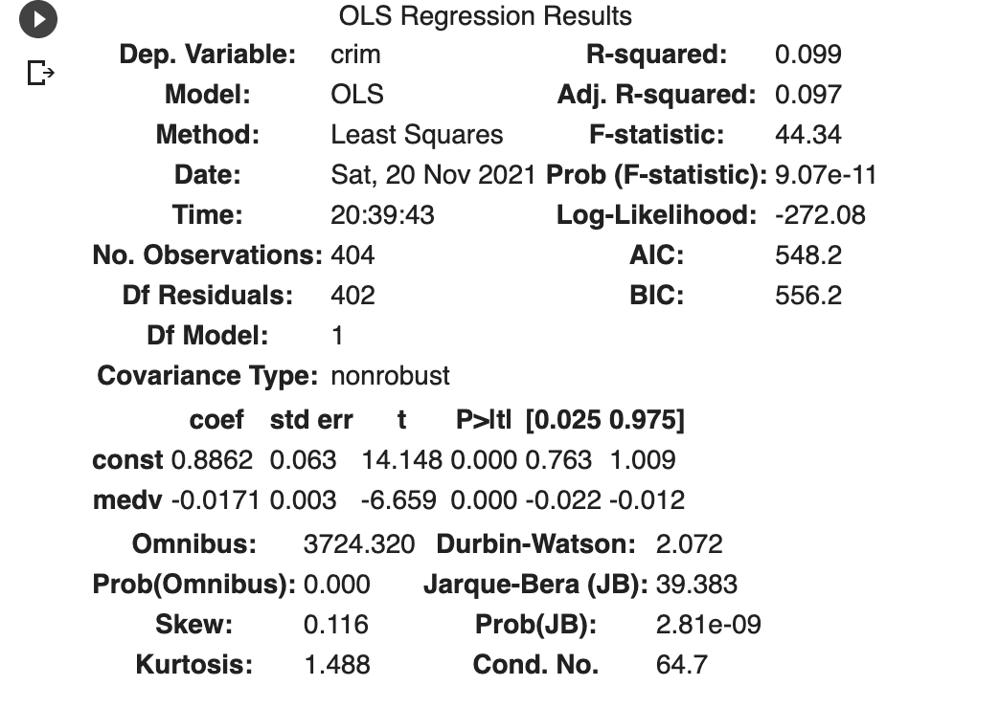 OLS Regression Results
Dep. Variable: crim R-squared: 0.099
Model: OLS Adj. R-squared: 0.097
Method: Least Squares F-statistic: 44.34
Date: Sat, 20 Nov 2021 Prob (F-statistic): 9.07e-11
Time: 20:39:43 Log-Likelihood: -272.08
No. Observations: 404 AIC: 548.2
Df Residuals: 402 BIC: 556.2
Df Model: 1
Covariance Type: nonrobust
coef std err t P>|t| [0.025 0.975]
const 0.8862 0.063 14.148 0.000 0.763 1.009
medv -0.0171 0.003 -6.659 0.000 -0.022 -0.012
Omnibus: 3724.320 Durbin-Watson: 2.072
Prob(Omnibus): 0.000 Jarque-Bera (JB): 39.383
Skew: 0.116 Prob(JB): 2.81e-09
Kurtosis: 1.488 Cond. No. 64.7